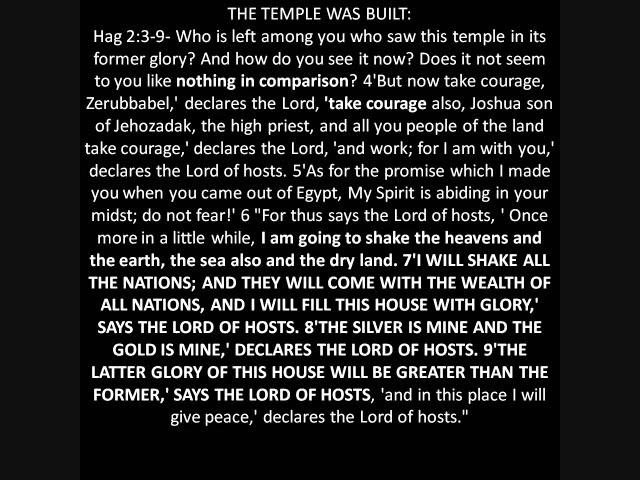 THE TEMPLE WAS BUILT:
Hag 2:3-9- Who is left among you who saw this temple in its
former glory? And how do you see it now? Does it not seem
to you like nothing in comparison? 4'But now take courage,
Zerubbabel,' declares the Lord, 'take courage also, Joshua son
of Jehozadak, the high priest, and all you people of the land
take courage,' declares the Lord, 'and work; for I am with you,'
declares the Lord of hosts. 5'As for the promise which I made
you when you came out of Egypt, My Spirit is abiding in your
midst; do not fear!' 6 "For thus says the Lord of hosts, ' Once
more in a little while, I am going to shake the heavens and
the earth, the sea also and the dry land. 7'I WILL SHAKE ALL
THE NATIONS; AND THEY WILL COME WITH THE WEALTH OF
ALL NATIONS, AND I WILL FILL THIS HOUSE WITH GLORY,'
SAYS THE LORD OF HOSTS. 8'THE SILVER IS MINE AND THE
GOLD IS MINE,' DECLARES THE LORD OF HOSTS. 9'THE
LATTER GLORY OF THIS HOUSE WILL BE GREATER THAN THE
FORMER,' SAYS THE LORD OF HOSTS, 'and in this place I will
give peace,' declares the Lord of hosts."